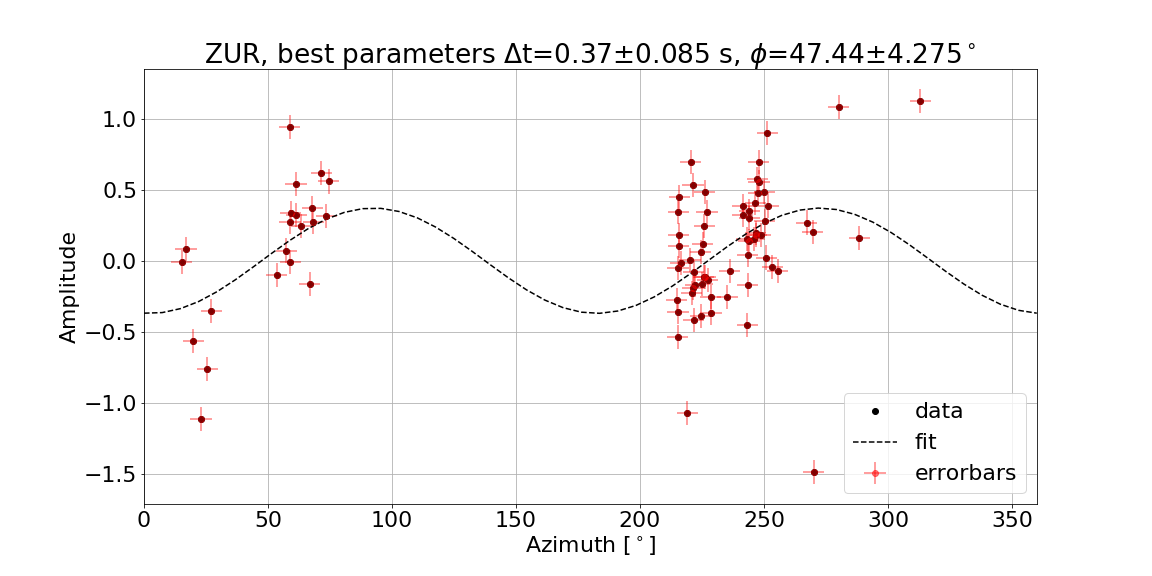 ZUR, best parameters Δt=0.37±0.085 s, ϕ=47.44±4.275°
Amplitude
1.0
0.5
0.0
−0.5
−1.0
−1.5
data
fit
errorbars
0 50 100 150 200 250 300 350
Azimuth [°]